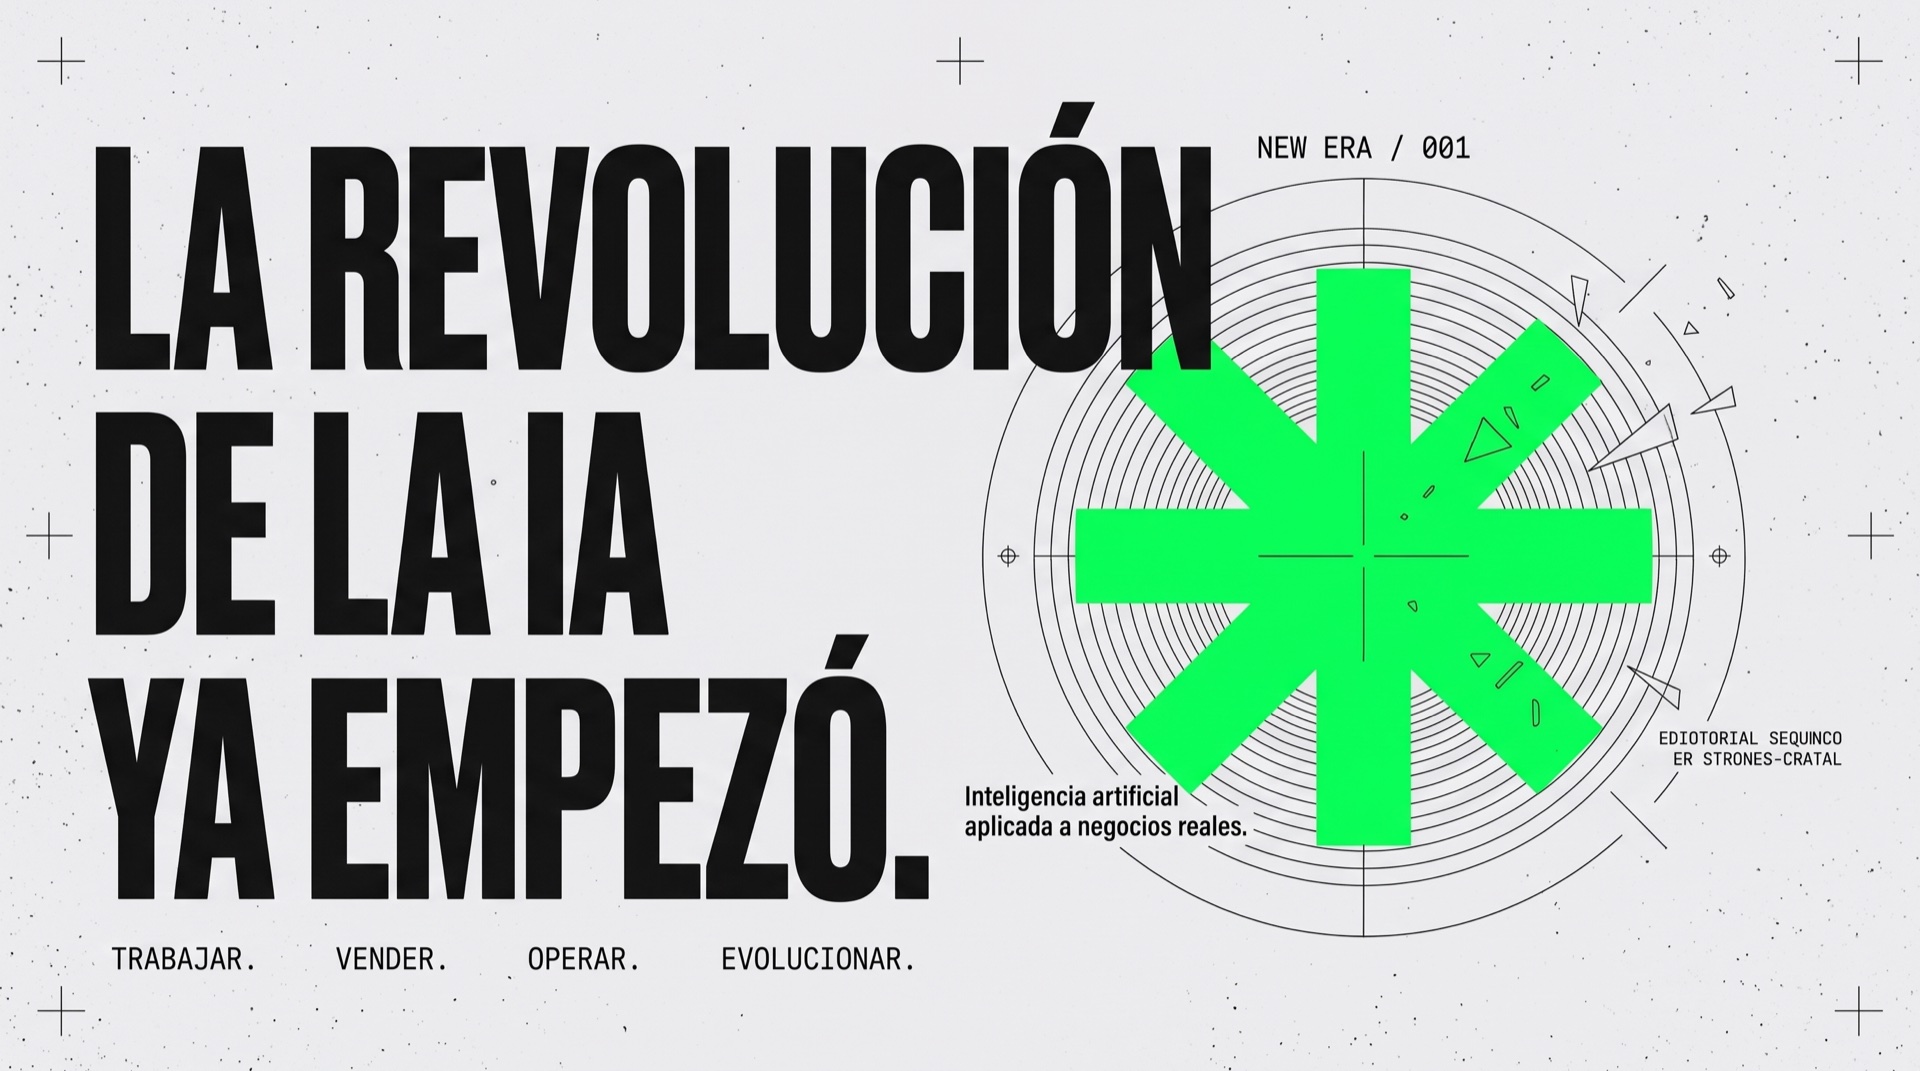 NEW ERA / 001
LA REVOLUCIÓN
DE LA IA
YA EMPEZÓ.
Inteligencia artificial
aplicada a negocios reales.
EDIOTORIAL SEQUINCO
ER STRONES-CRATAL
TRABAJAR. VENDER. OPERAR. EVOLUCIONAR.